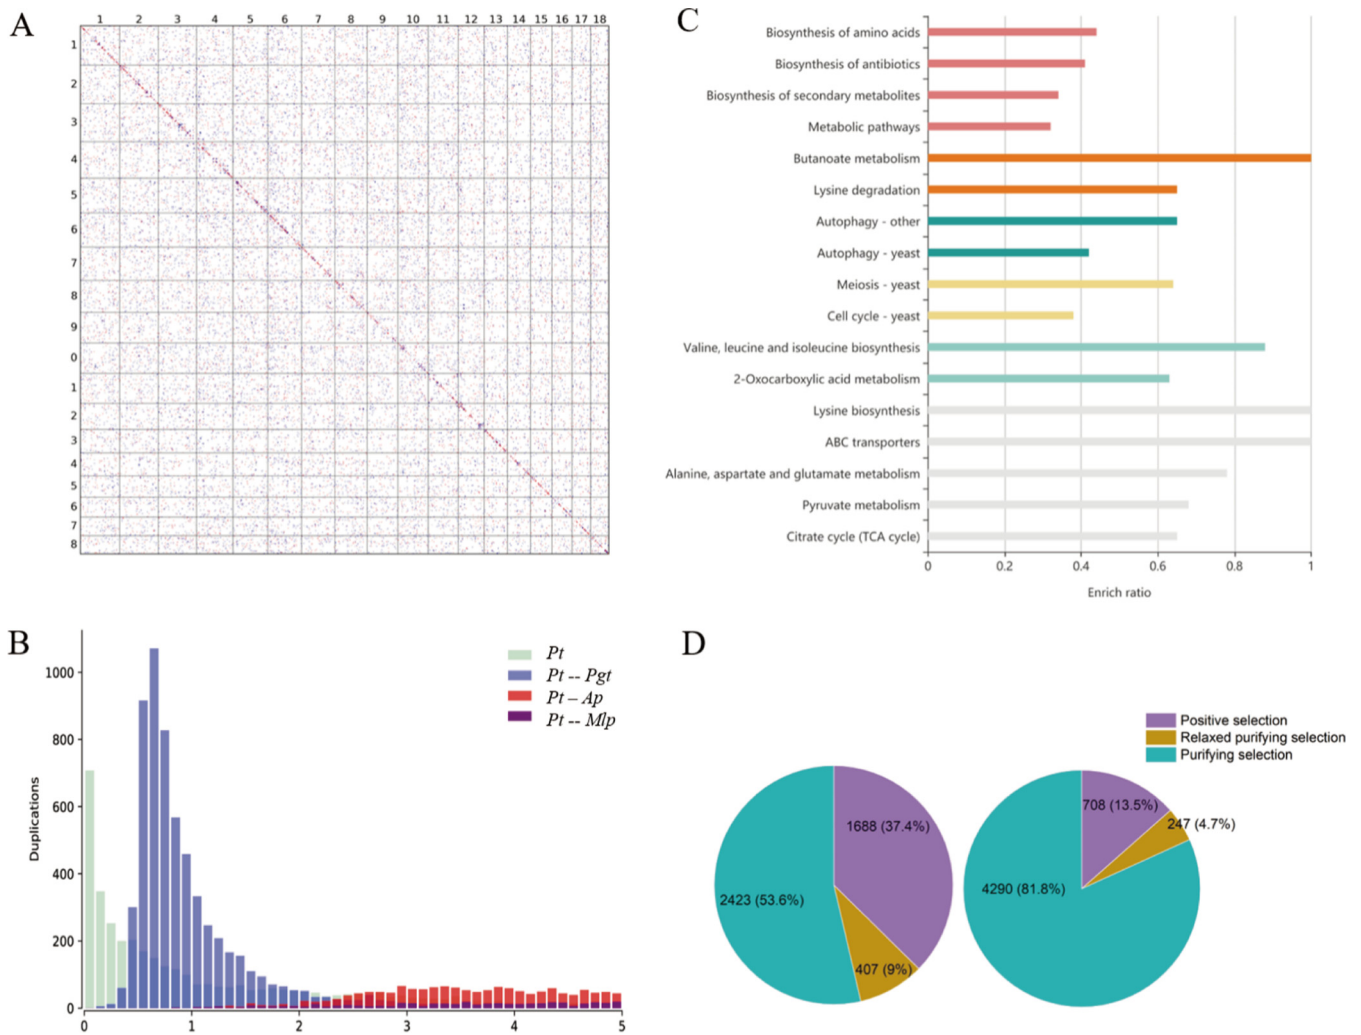 A
1 2 3 4 5 6 7 8 9 10 11 12 13 14 15 16 17 18
1
2
3
4
5
6
7
8
9
0
1
2
3
4
5
6
7
8
C
Biosynthesis of amino acids
Biosynthesis of antibiotics
Biosynthesis of secondary metabolites
Metabolic pathways
Butanoate metabolism
Lysine degradation
Autophagy - other
Autophagy - yeast
Meiosis - yeast
Cell cycle - yeast
Valine, leucine and isoleucine biosynthesis
2-Oxocarboxylic acid metabolism
Lysine biosynthesis
ABC transporters
Alanine, aspartate and glutamate metabolism
Pyruvate metabolism
Citrate cycle (TCA cycle)
0 0.2 0.4 0.6 0.8 1
Enrich ratio
B
Duplications
1000
800
600
400
200
0
0 1 2 3 4 5
Pt
Pt -- Pgt
Pt – Ap
Pt -- Mlp
D
Positive selection
Relaxed purifying selection
Purifying selection
1688 (37.4%)
2423 (53.6%)
407 (9%)
708 (13.5%)
247 (4.7%)
4290 (81.8%)